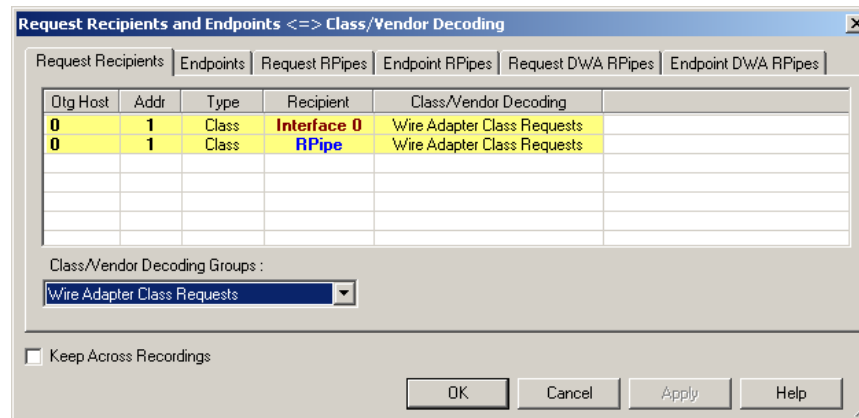 Request Recipients and Endpoints <=> Class/Vendor Decoding
Request Recipients Endpoints Request RPipes Endpoint RPipes Request DWA RPipes Endpoint DWA RPipes
Otg Host Addr Type Recipient Class/Vendor Decoding
0 1 Class Interface 0 Wire Adapter Class Requests
0 1 Class RPipe Wire Adapter Class Requests
Class/Vendor Decoding Groups :
Wire Adapter Class Requests
Keep Across Recordings
OK Cancel Apply Help